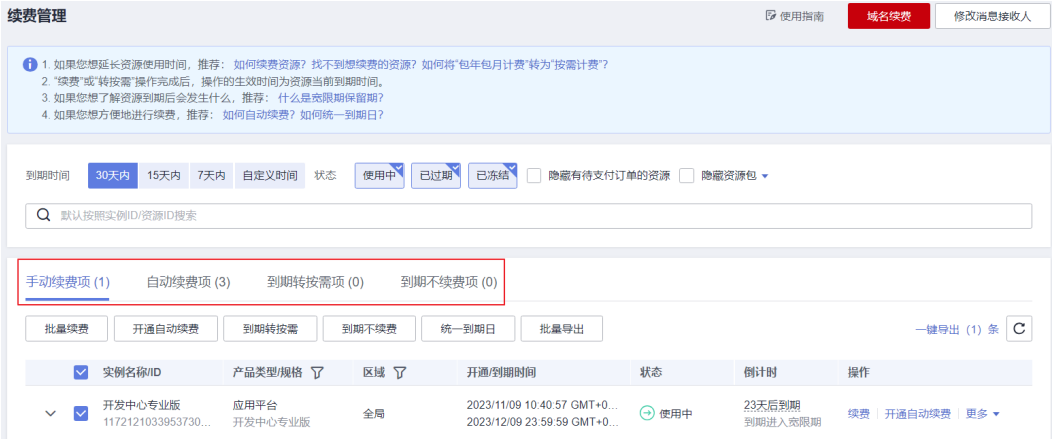 续费管理
使用指南 域名续费 修改消息接收人
1. 如果您想延长资源使用时间，推荐： 如何续费资源？找不到想续费的资源？如何将“包年包月计费”转为“按需计费”？
2. “续费”或“转按需”操作完成后，操作的生效时间为资源当前到期时间。
3. 如果您想了解资源到期后会发生什么，推荐： 什么是宽限期保留期？
4. 如果您想方便地进行续费，推荐： 如何自动续费？如何统一到期日？
到期时间 30天内 15天内 7天内 自定义时间 状态 使用中 已过期 已冻结 隐藏有待支付订单的资源 隐藏资源包
默认按照实例ID/资源ID搜索
手动续费项 (1) 自动续费项 (3) 到期转按需项 (0) 到期不续费项 (0)
批量续费 开通自动续费 到期转按需 到期不续费 统一到期日 批量导出 一键导出（1）条
实例名称/ID 产品类型/规格 区域 开通/到期时间 状态 倒计时 操作
开发中心专业版 应用平台 全局 2023/11/09 10:40:57 GMT+0... 使用中 23天后到期 续费 开通自动续费 更多
1172121033953730... 开发中心专业版 2023/12/09 23:59:59 GMT+0... 到期进入宽限期